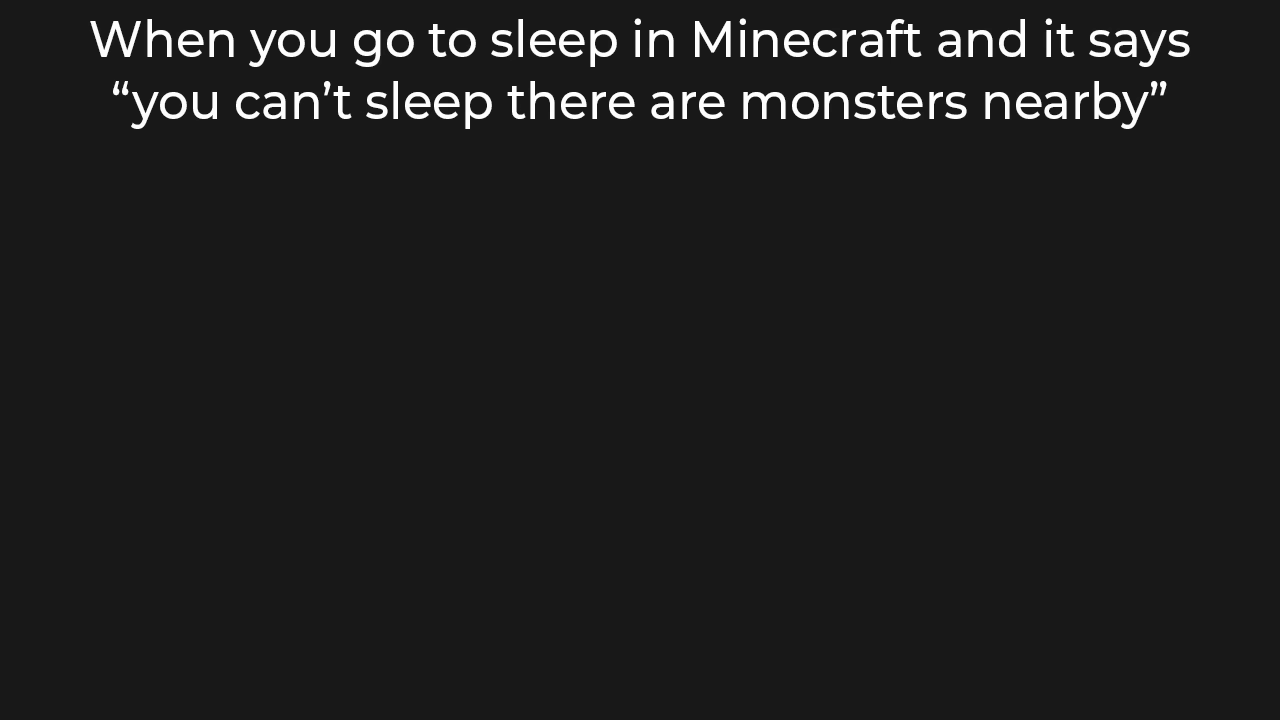 When you go to sleep in Minecraft and it says
“you can’t sleep there are monsters nearby”